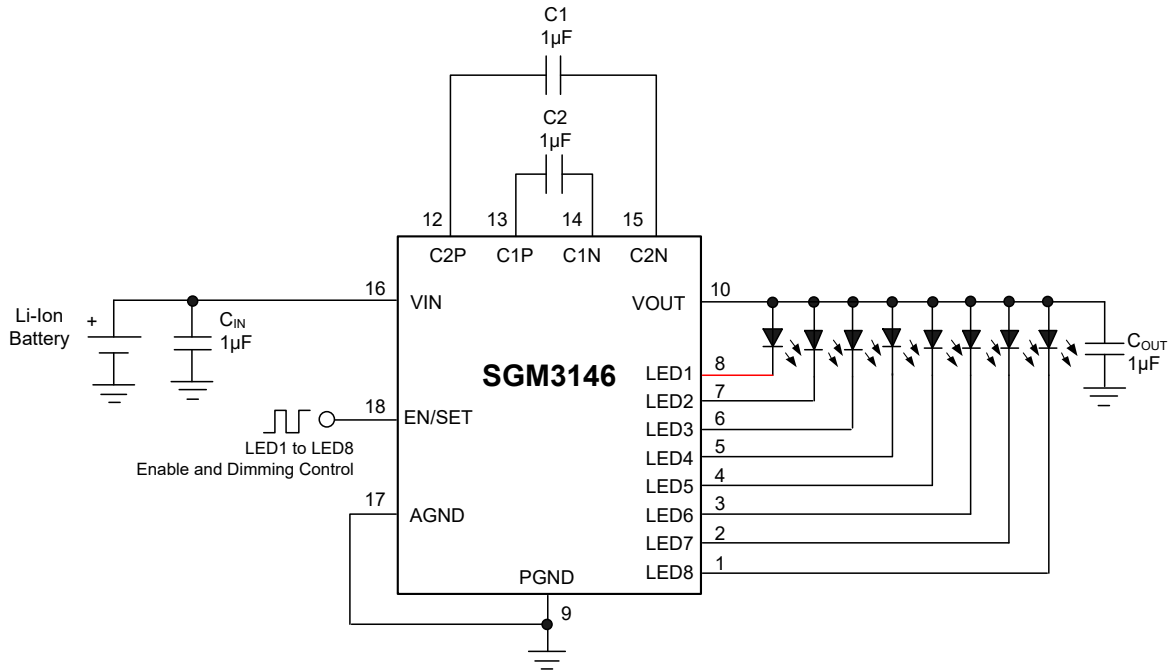 C1
1µF
C2
1µF
12
13
14
15
C2P
C1P
C1N
C2N
16
VIN
VOUT
10
Li-Ion
Battery
+
CIN
1µF
COUT
1µF
SGM3146
LED1
8
LED2
7
LED3
6
LED4
5
LED5
4
LED6
3
LED7
2
LED8
1
18
EN/SET
LED1 to LED8
Enable and Dimming Control
17
AGND
PGND
9